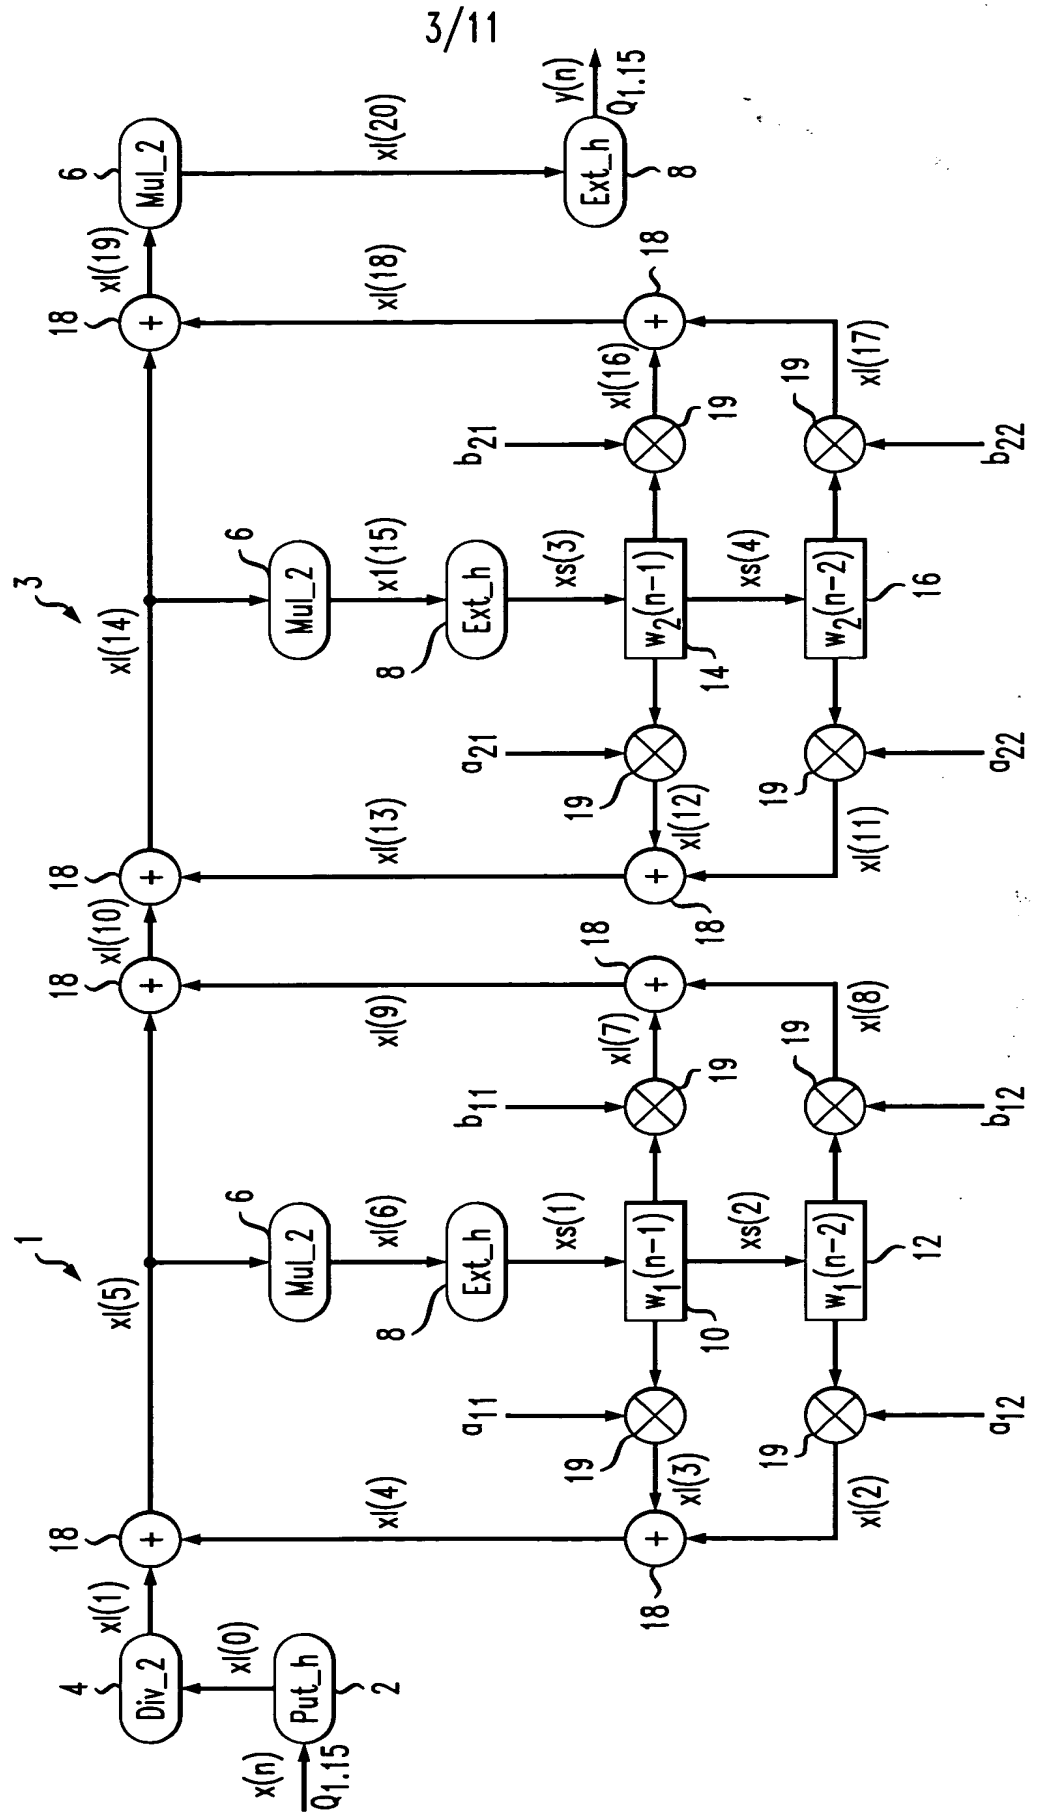 3/11
x(n)
Q1.15
Put_h
2
xl(0)
4
Div_2
xl(1)
18
xl(5)
1
18
xl(10)
18
xl(14)
3
18
xl(19)
6
Mul_2
xl(20)
Ext_h
8
y(n)
Q1.15
xl(4)
6
Mul_2
xl(6)
8
Ext_h
xs(1)
xl(9)
xl(13)
6
Mul_2
x1(15)
8
Ext_h
xs(3)
xl(18)
18
xl(3)
19
a11
w1(n-1)
10
b11
19
xl(7)
18
18
xl(12)
19
a21
w2(n-1)
14
b21
19
xl(16)
18
xl(2)
19
a12
xs(2)
w1(n-2)
12
19
b12
xl(8)
xl(11)
19
a22
xs(4)
w2(n-2)
16
19
b22
xl(17)